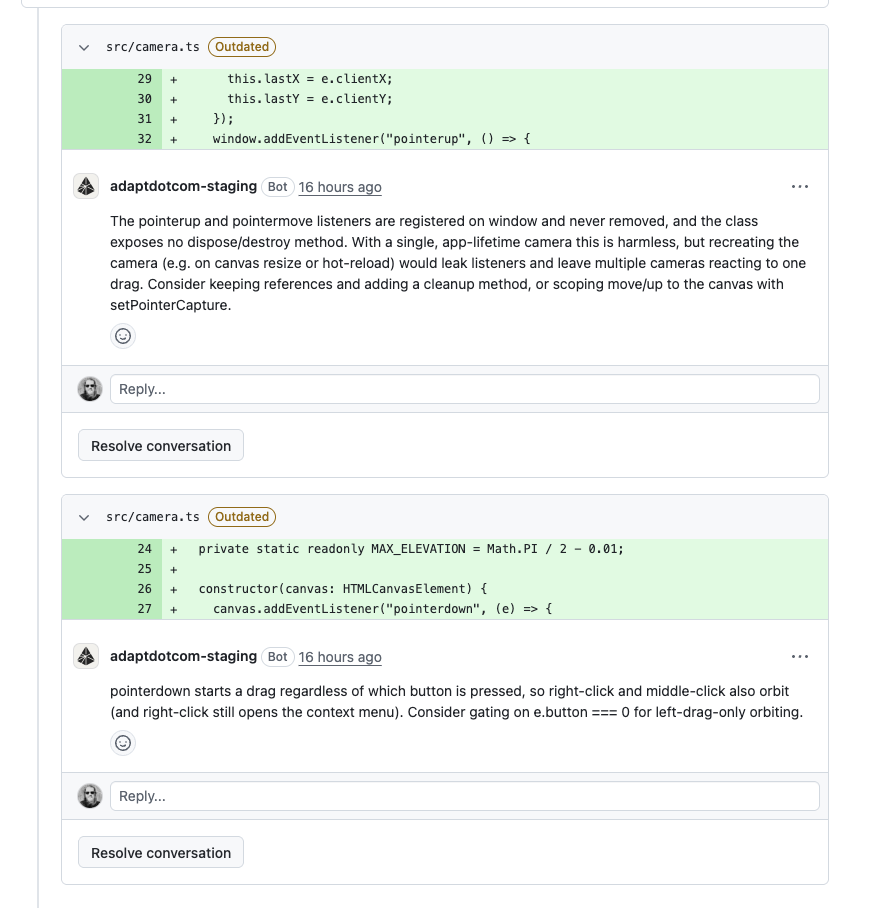 src/camera.ts Outdated
29 + this.lastX = e.clientX;
30 + this.lastY = e.clientY;
31 + });
32 + window.addEventListener("pointerup", () => {
adaptdotcom-staging Bot 16 hours ago
The pointerup and pointermove listeners are registered on window and never removed, and the class
exposes no dispose/destroy method. With a single, app-lifetime camera this is harmless, but recreating the
camera (e.g. on canvas resize or hot-reload) would leak listeners and leave multiple cameras reacting to one
drag. Consider keeping references and adding a cleanup method, or scoping move/up to the canvas with
setPointerCapture.
Reply...
Resolve conversation
src/camera.ts Outdated
24 + private static readonly MAX_ELEVATION = Math.PI / 2 - 0.01;
25 +
26 + constructor(canvas: HTMLCanvasElement) {
27 + canvas.addEventListener("pointerdown", (e) => {
adaptdotcom-staging Bot 16 hours ago
pointerdown starts a drag regardless of which button is pressed, so right-click and middle-click also orbit
(and right-click still opens the context menu). Consider gating on e.button === 0 for left-drag-only orbiting.
Reply...
Resolve conversation